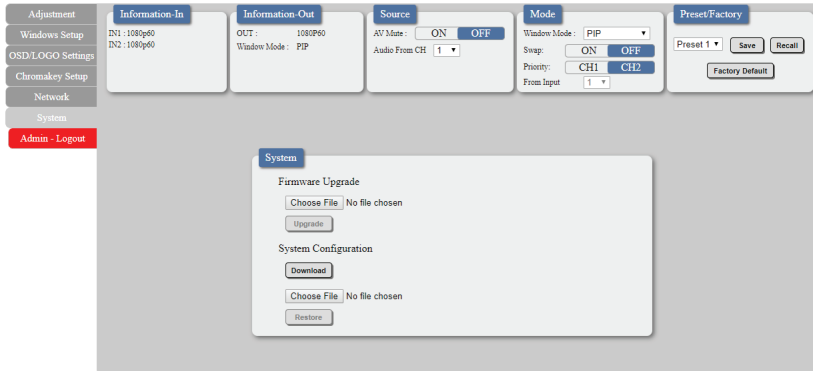 Adjustment
Windows Setup
OSD/LOGO Settings
Chromakey Setup
Network
System
Admin - Logout
Information-In
IN1 : 1080p60
IN2 : 1080p60
Information-Out
OUT : 1080P60
Window Mode : PIP
Source
AV Mute : ON OFF
Audio From CH 1
Mode
Window Mode : PIP
Swap: ON OFF
Priority: CH1 CH2
From Input 1
Preset/Factory
Preset 1 Save Recall
Factory Default
System
Firmware Upgrade
Choose File No file chosen
Upgrade
System Configuration
Download
Choose File No file chosen
Restore